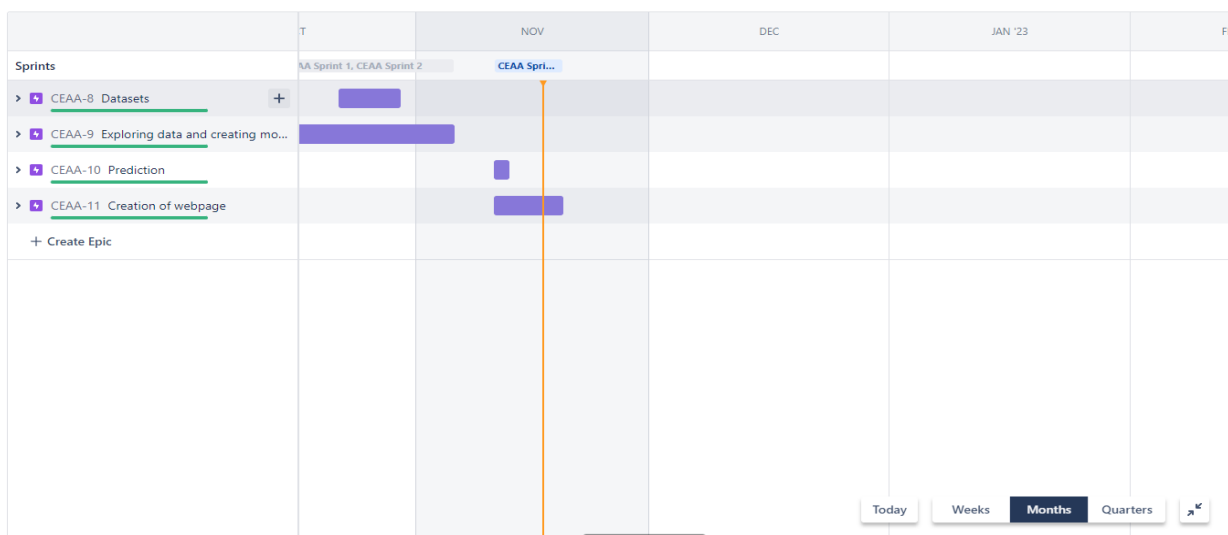 T NOV DEC JAN '23 F
Sprints AA Sprint 1, CEAA Sprint 2 CEAA Spri...
CEAA-8 Datasets
CEAA-9 Exploring data and creating mo...
CEAA-10 Prediction
CEAA-11 Creation of webpage
+ Create Epic
Today Weeks Months Quarters